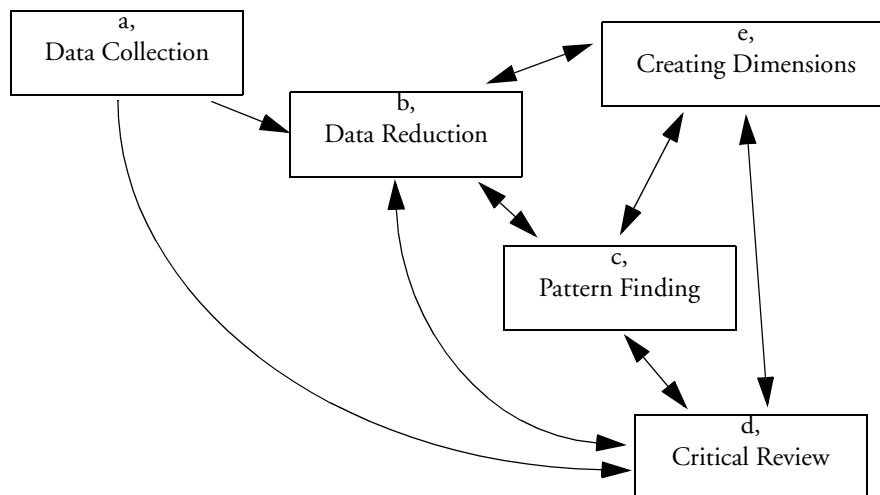 a,
Data Collection
b,
Data Reduction
e,
Creating Dimensions
c,
Pattern Finding
d,
Critical Review